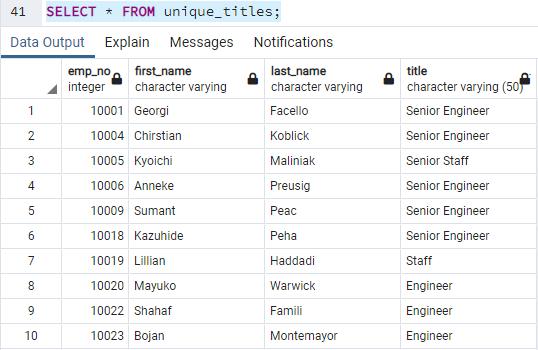 41 SELECT * FROM unique_titles;
Data Output Explain Messages Notifications
emp_no first_name last_name title
integer character varying character varying character varying (50)
1 10001 Georgi Facello Senior Engineer
2 10004 Chirstian Koblick Senior Engineer
3 10005 Kyoichi Maliniak Senior Staff
4 10006 Anneke Preusig Senior Engineer
5 10009 Sumant Peac Senior Engineer
6 10018 Kazuhide Peha Senior Engineer
7 10019 Lillian Haddadi Staff
8 10020 Mayuko Warwick Engineer
9 10022 Shahaf Famili Engineer
10 10023 Bojan Montemayor Engineer